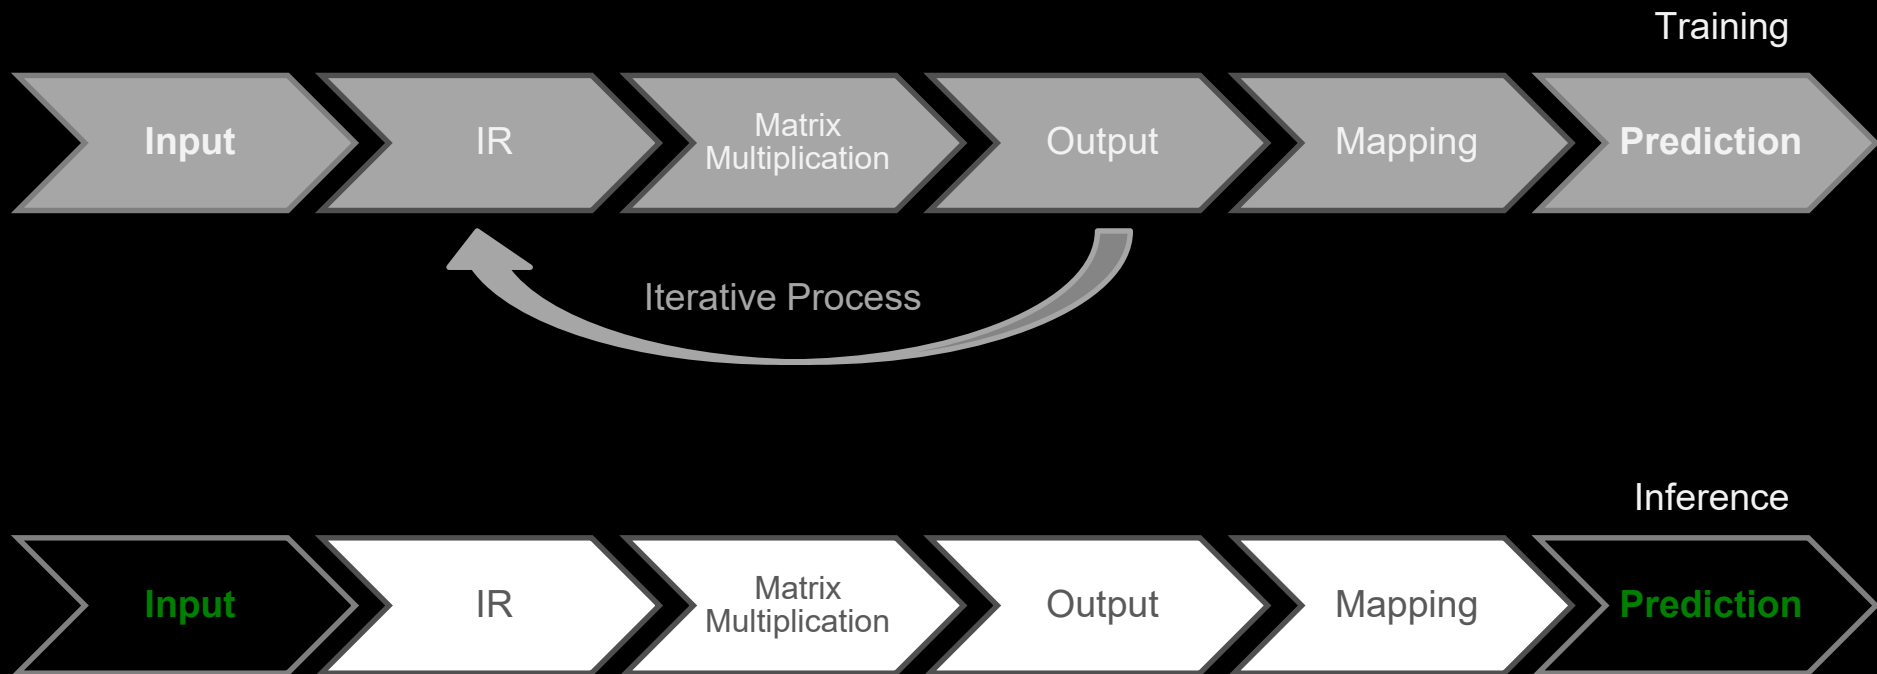 Training
Input
IR
Matrix
Multiplication
Output
Mapping
Prediction
Iterative Process
Inference
Input
IR
Matrix
Multiplication
Output
Mapping
Prediction